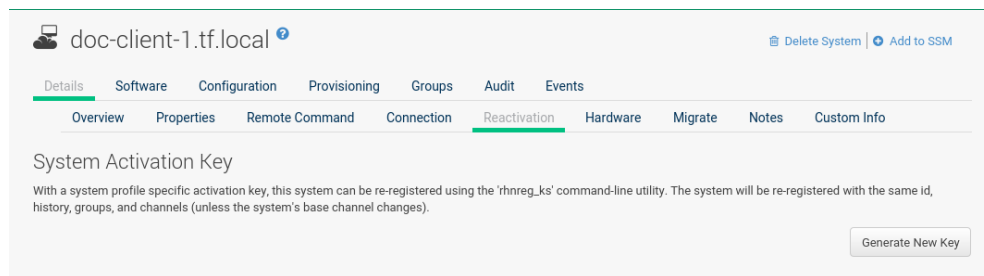 doc-client-1.tf.local ?
Delete System | Add to SSM
Details Software Configuration Provisioning Groups Audit Events
Overview Properties Remote Command Connection Reactivation Hardware Migrate Notes Custom Info
System Activation Key
With a system profile specific activation key, this system can be re-registered using the 'rhnreg_ks' command-line utility. The system will be re-registered with the same id,
history, groups, and channels (unless the system's base channel changes).
Generate New Key